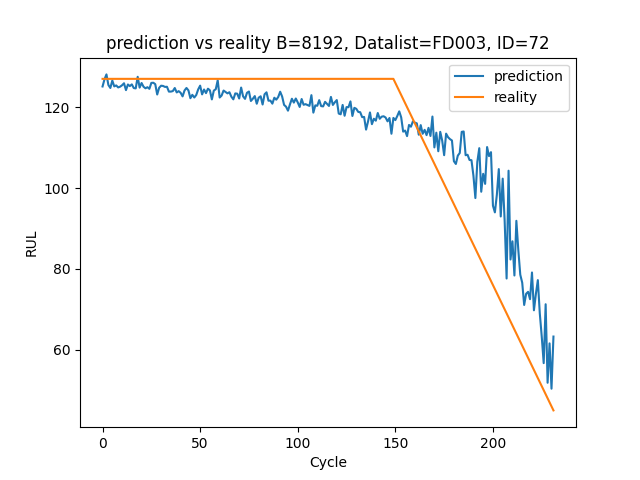 prediction vs reality B=8192, Datalist=FD003, ID=72
prediction
reality
120
100
80
60
RUL
0
50
100
150
200
Cycle